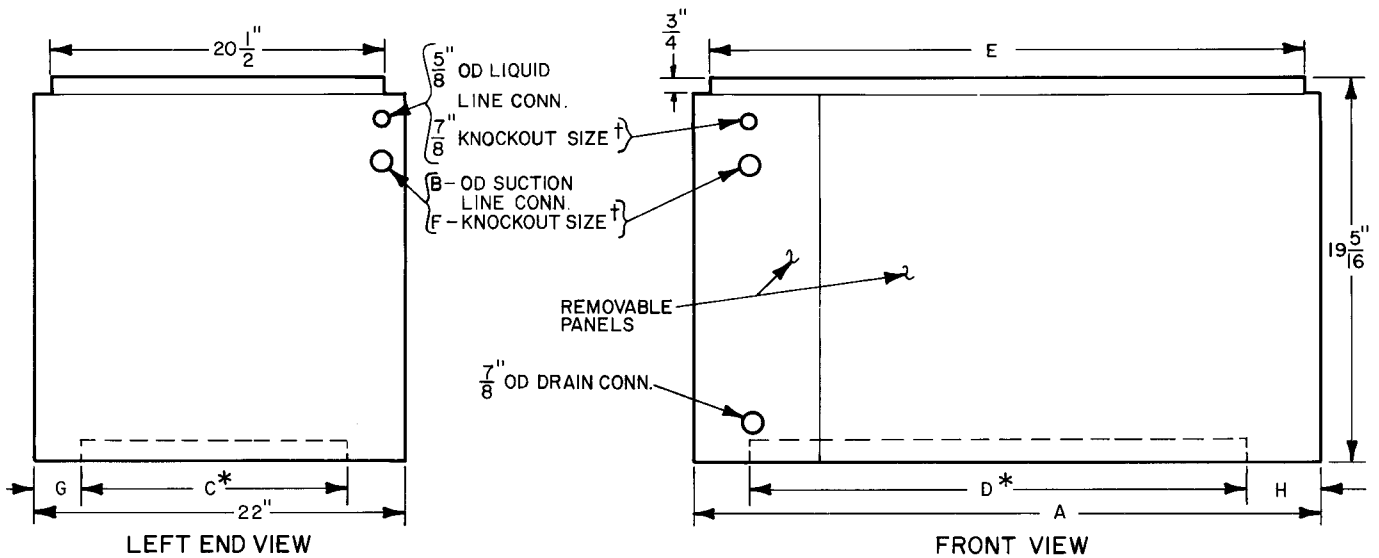 20 1/2"
5/8" OD LIQUID
LINE CONN.
7/8" KNOCKOUT SIZE †
B- OD SUCTION
LINE CONN.
F- KNOCKOUT SIZE †
G
C*
22"
LEFT END VIEW
3/4"
E
19 5/16"
REMOVABLE
PANELS
7/8" OD DRAIN CONN.
D*
H
A
FRONT VIEW